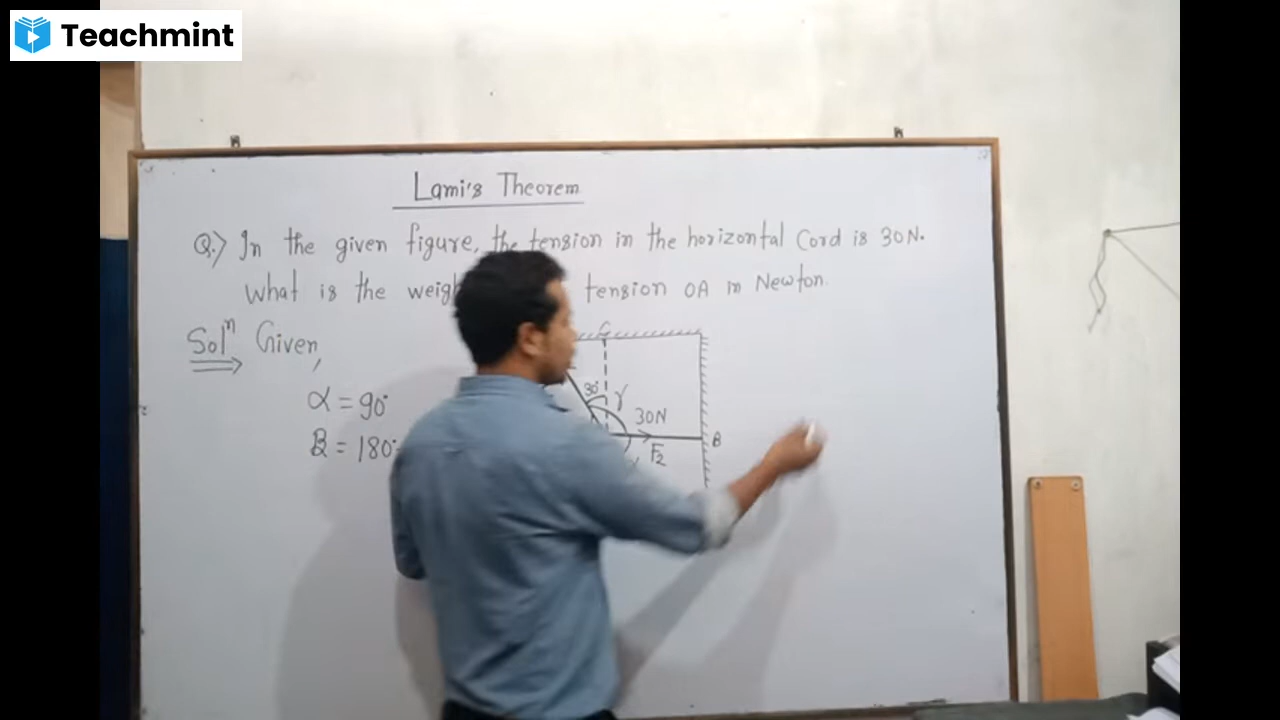 Teachmint
Lami's Theorem
Q.> In the given figure, the tension in the horizontal Cord is 30N.
What is the tension OA in Newton.
Solⁿ Given,
30°
γ
α = 90°
30N
B
β = 180°
F₂